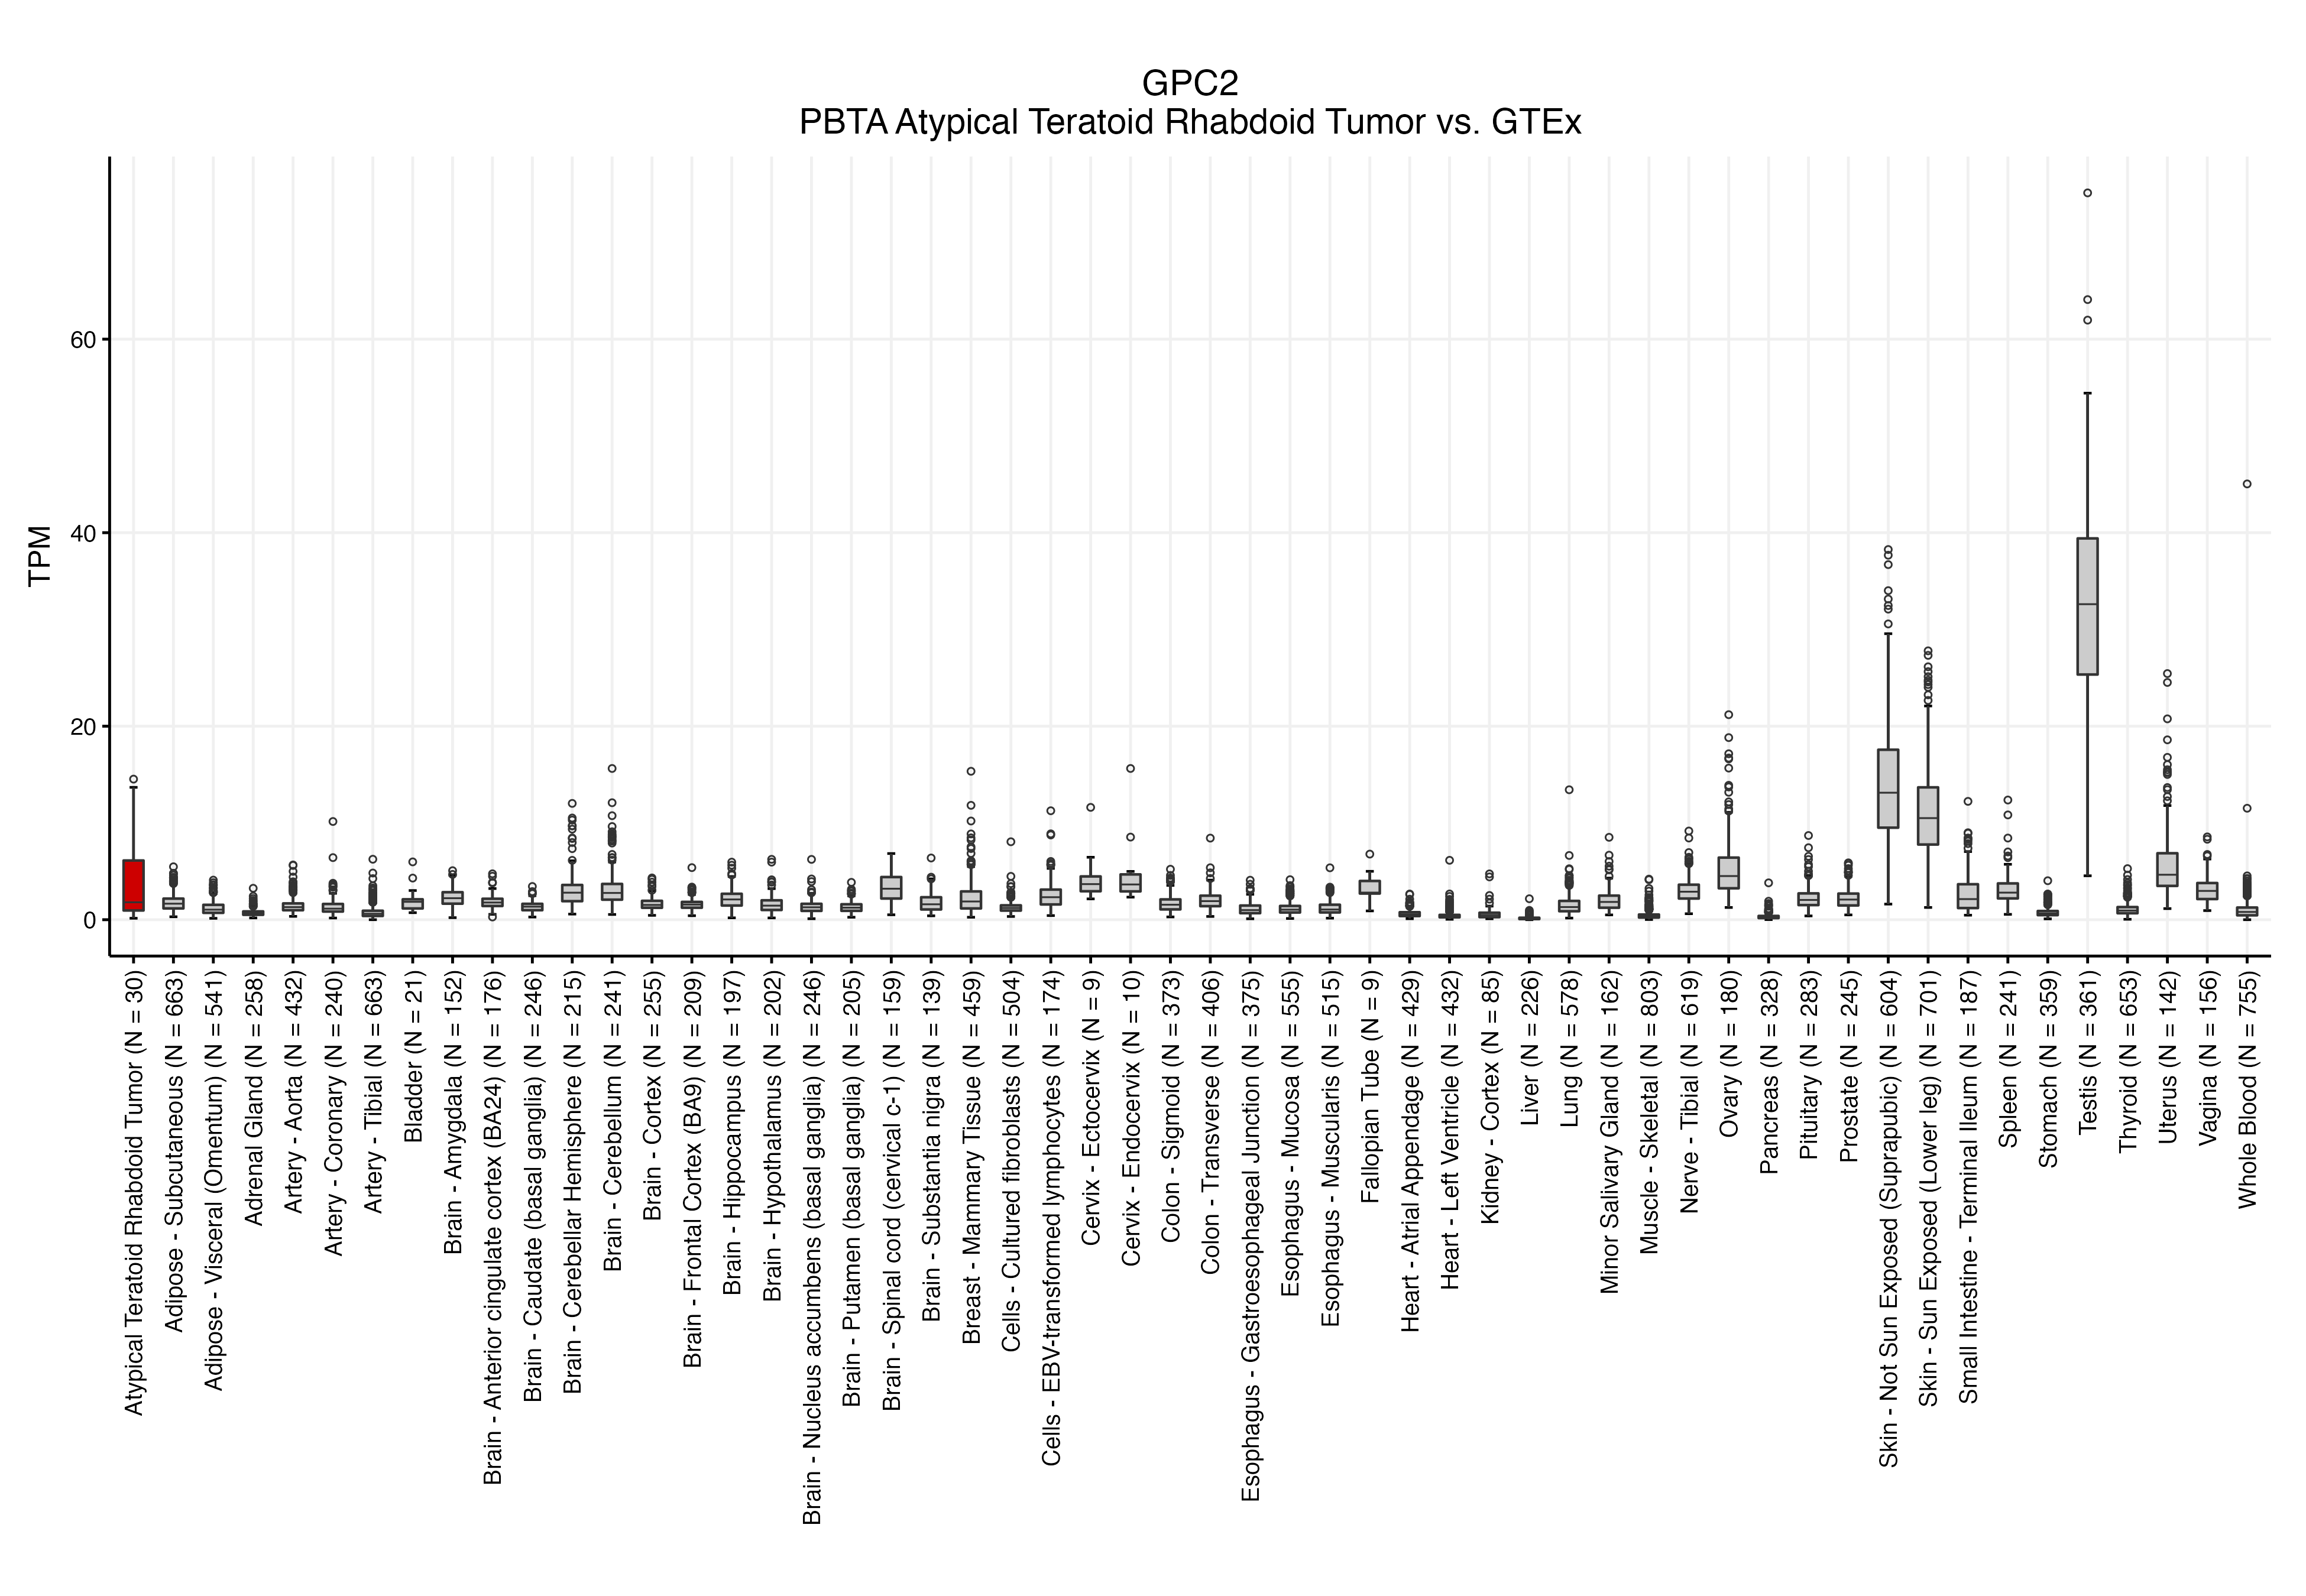 GPC2
PBTA Atypical Teratoid Rhabdoid Tumor vs. GTEx
TPM
60
40
20
0
Atypical Teratoid Rhabdoid Tumor (N = 30)
Adipose - Subcutaneous (N = 663)
Adipose - Visceral (Omentum) (N = 541)
Adrenal Gland (N = 258)
Artery - Aorta (N = 432)
Artery - Coronary (N = 240)
Artery - Tibial (N = 663)
Bladder (N = 21)
Brain - Amygdala (N = 152)
Brain - Anterior cingulate cortex (BA24) (N = 176)
Brain - Caudate (basal ganglia) (N = 246)
Brain - Cerebellar Hemisphere (N = 215)
Brain - Cerebellum (N = 241)
Brain - Cortex (N = 255)
Brain - Frontal Cortex (BA9) (N = 209)
Brain - Hippocampus (N = 197)
Brain - Hypothalamus (N = 202)
Brain - Nucleus accumbens (basal ganglia) (N = 246)
Brain - Putamen (basal ganglia) (N = 205)
Brain - Spinal cord (cervical c-1) (N = 159)
Brain - Substantia nigra (N = 139)
Breast - Mammary Tissue (N = 459)
Cells - Cultured fibroblasts (N = 504)
Cells - EBV-transformed lymphocytes (N = 174)
Cervix - Ectocervix (N = 9)
Cervix - Endocervix (N = 10)
Colon - Sigmoid (N = 373)
Colon - Transverse (N = 406)
Esophagus - Gastroesophageal Junction (N = 375)
Esophagus - Mucosa (N = 555)
Esophagus - Muscularis (N = 515)
Fallopian Tube (N = 9)
Heart - Atrial Appendage (N = 429)
Heart - Left Ventricle (N = 432)
Kidney - Cortex (N = 85)
Liver (N = 226)
Lung (N = 578)
Minor Salivary Gland (N = 162)
Muscle - Skeletal (N = 803)
Nerve - Tibial (N = 619)
Ovary (N = 180)
Pancreas (N = 328)
Pituitary (N = 283)
Prostate (N = 245)
Skin - Not Sun Exposed (Suprapubic) (N = 604)
Skin - Sun Exposed (Lower leg) (N = 701)
Small Intestine - Terminal Ileum (N = 187)
Spleen (N = 241)
Stomach (N = 359)
Testis (N = 361)
Thyroid (N = 653)
Uterus (N = 142)
Vagina (N = 156)
Whole Blood (N = 755)